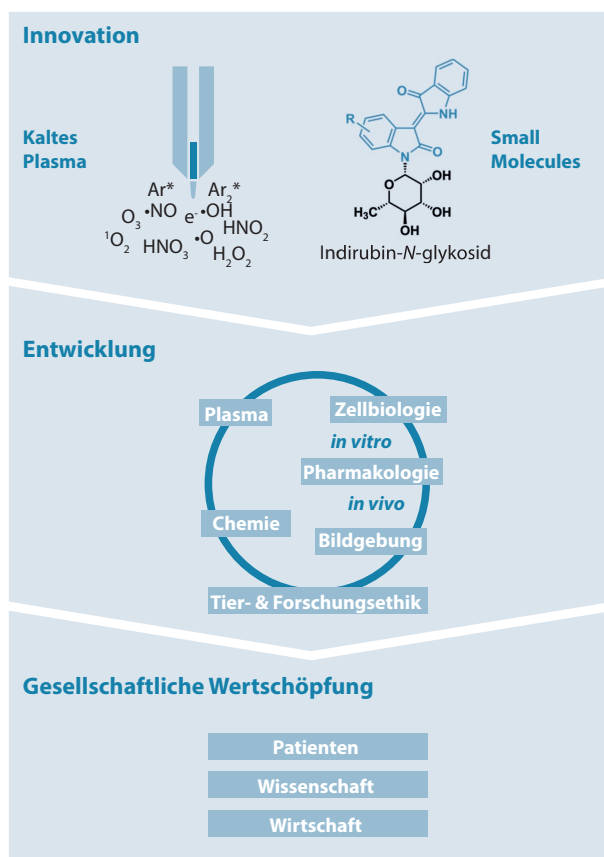 Innovation
Kaltes
Plasma
Ar* Ar₂*
O₃ •NO e⁻ •OH
HNO₂
¹O₂ HNO₃ •O H₂O₂
O
NH
R
O
N
O OH
H₃C OH
OH
Indirubin-N-glykosid
Small
Molecules
Entwicklung
Plasma
Zellbiologie
in vitro
Pharmakologie
in vivo
Chemie
Bildgebung
Tier- & Forschungsethik
Gesellschaftliche Wertschöpfung
Patienten
Wissenschaft
Wirtschaft